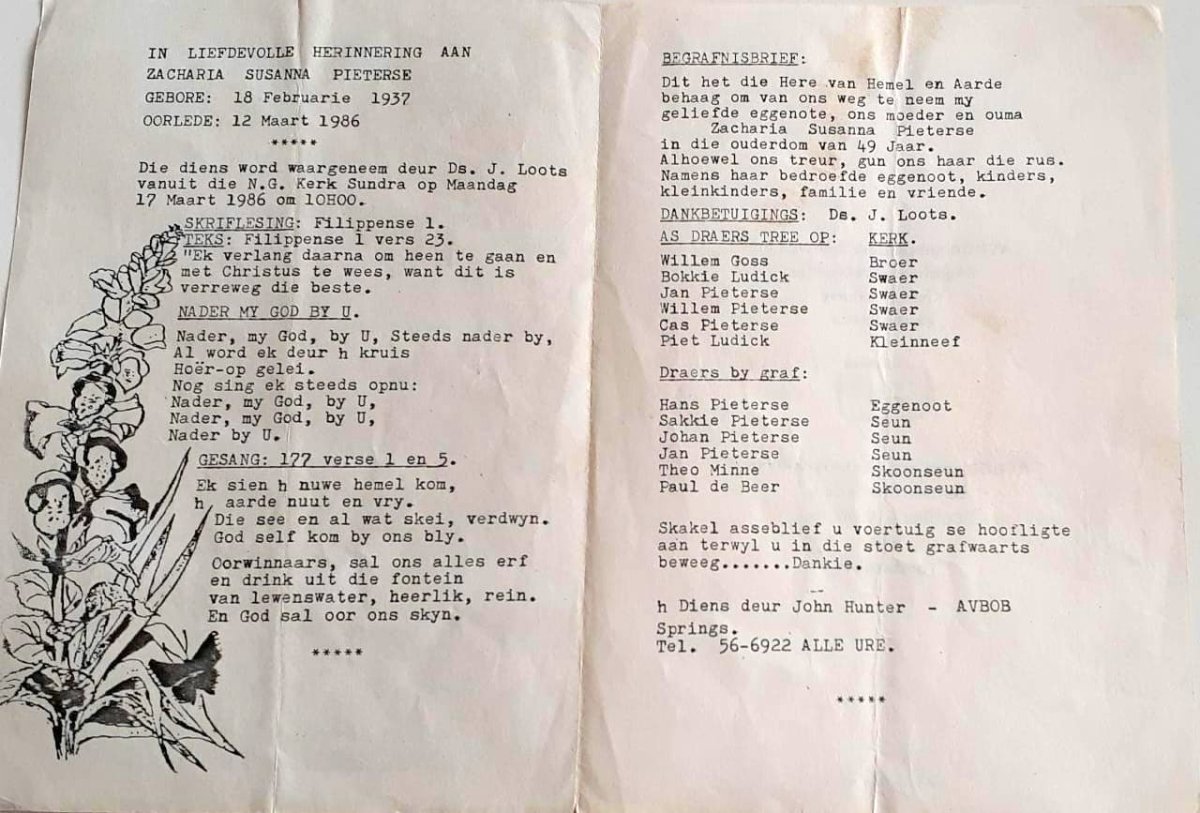 IN LIEFDEVOLLE HERINNERING AAN
ZACHARIA SUSANNA PIETERSE
GEBORE: 18 Februarie 1937
OORLEDE: 12 Maart 1986
*****
Die diens word waargeneem deur Ds. J. Loots
vanuit die N.G. Kerk Sundra op Maandag
17 Maart 1986 om 10H00.
SKRIFLESING: Filippense 1.
TEKS: Filippense 1 vers 23.
"Ek verlang daarna om heen te gaan en
met Christus te wees, want dit is
verreweg die beste.
NADER MY GOD BY U.
Nader, my God, by U, Steeds nader by,
Al word ek deur h kruis
Hoër-op gelei.
Nog sing ek steeds opnu:
Nader, my God, by U,
Nader, my God, by U,
Nader by U.
GESANG: 177 verse 1 en 5.
Ek sien h nuwe hemel kom,
h aarde nuut en vry.
Die see en al wat skei, verdwyn.
God self kom by ons bly.
Oorwinnaars, sal ons alles erf
en drink uit die fontein
van lewenswater, heerlik, rein.
En God sal oor ons skyn.
*****
BEGRAFNISBRIEF:
Dit het die Here van Hemel en Aarde
behaag om van ons weg te neem my
geliefde eggenote, ons moeder en ouma
Zacharia Susanna Pieterse
in die ouderdom van 49 Jaar.
Alhoewel ons treur, gun ons haar die rus.
Namens haar bedroefde eggenoot, kinders,
kleinkinders, familie en vriende.
DANKBETUIGINGS: Ds. J. Loots.
AS DRAERS TREE OP: KERK.
Willem Goss Broer
Bokkie Ludick Swaer
Jan Pieterse Swaer
Willem Pieterse Swaer
Cas Pieterse Swaer
Piet Ludick Kleinneef
Draers by graf:
Hans Pieterse Eggenoot
Sakkie Pieterse Seun
Johan Pieterse Seun
Jan Pieterse Seun
Theo Minne Skoonseun
Paul de Beer Skoonseun
Skakel asseblief u voertuig se hoofligte
aan terwyl u in die stoet grafwaarts
beweeg.......Dankie.
h Diens deur John Hunter - AVBOB
Springs.
Tel. 56-6922 ALLE URE.
*****